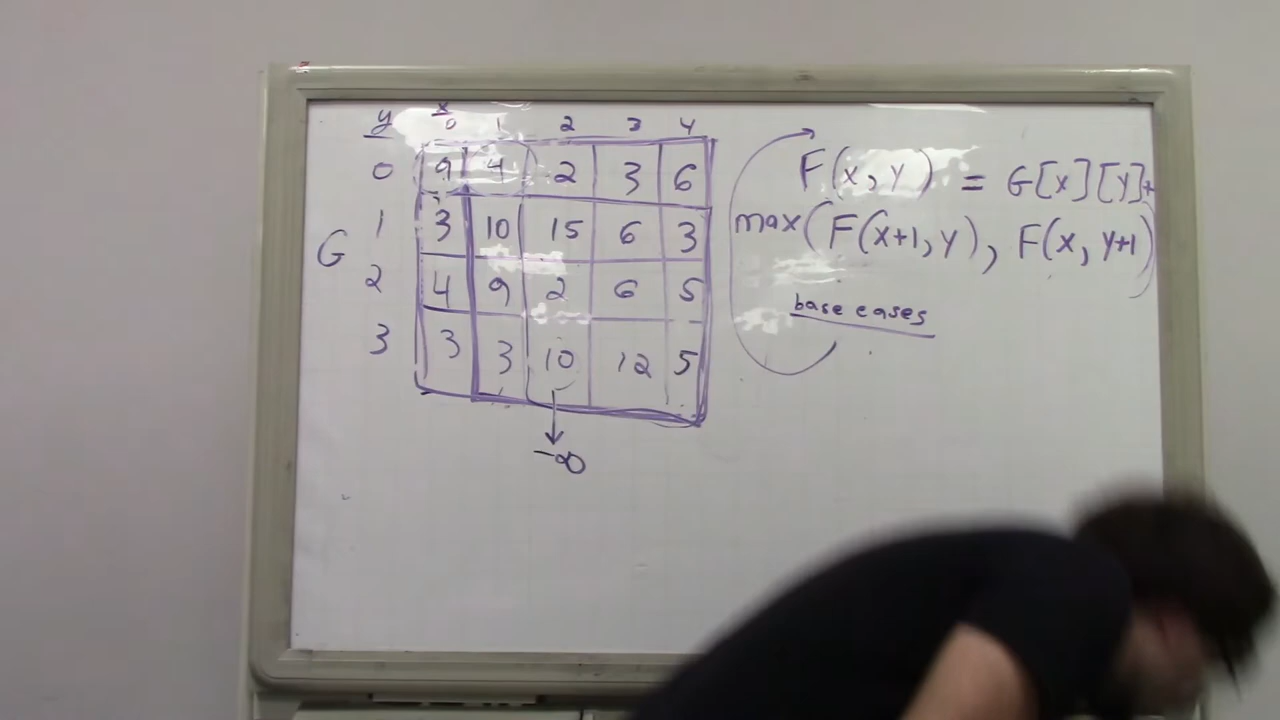 y x
0 1 2 3 4
0 9 4 2 3 6
1 3 10 15 6 3
G
2 4 9 2 6 5
3 3 3 10 12 5
-∞
F(x, y) = G[x][y]+
max(F(x+1, y), F(x, y+1)
base cases